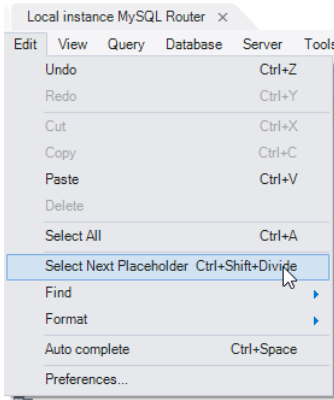 Local instance MySQL Router ×
Edit View Query Database Server Tools
Undo Ctrl+Z
Redo Ctrl+Y
Cut Ctrl+X
Copy Ctrl+C
Paste Ctrl+V
Delete
Select All Ctrl+A
Select Next Placeholder Ctrl+Shift+Divide
Find
Format
Auto complete Ctrl+Space
Preferences...